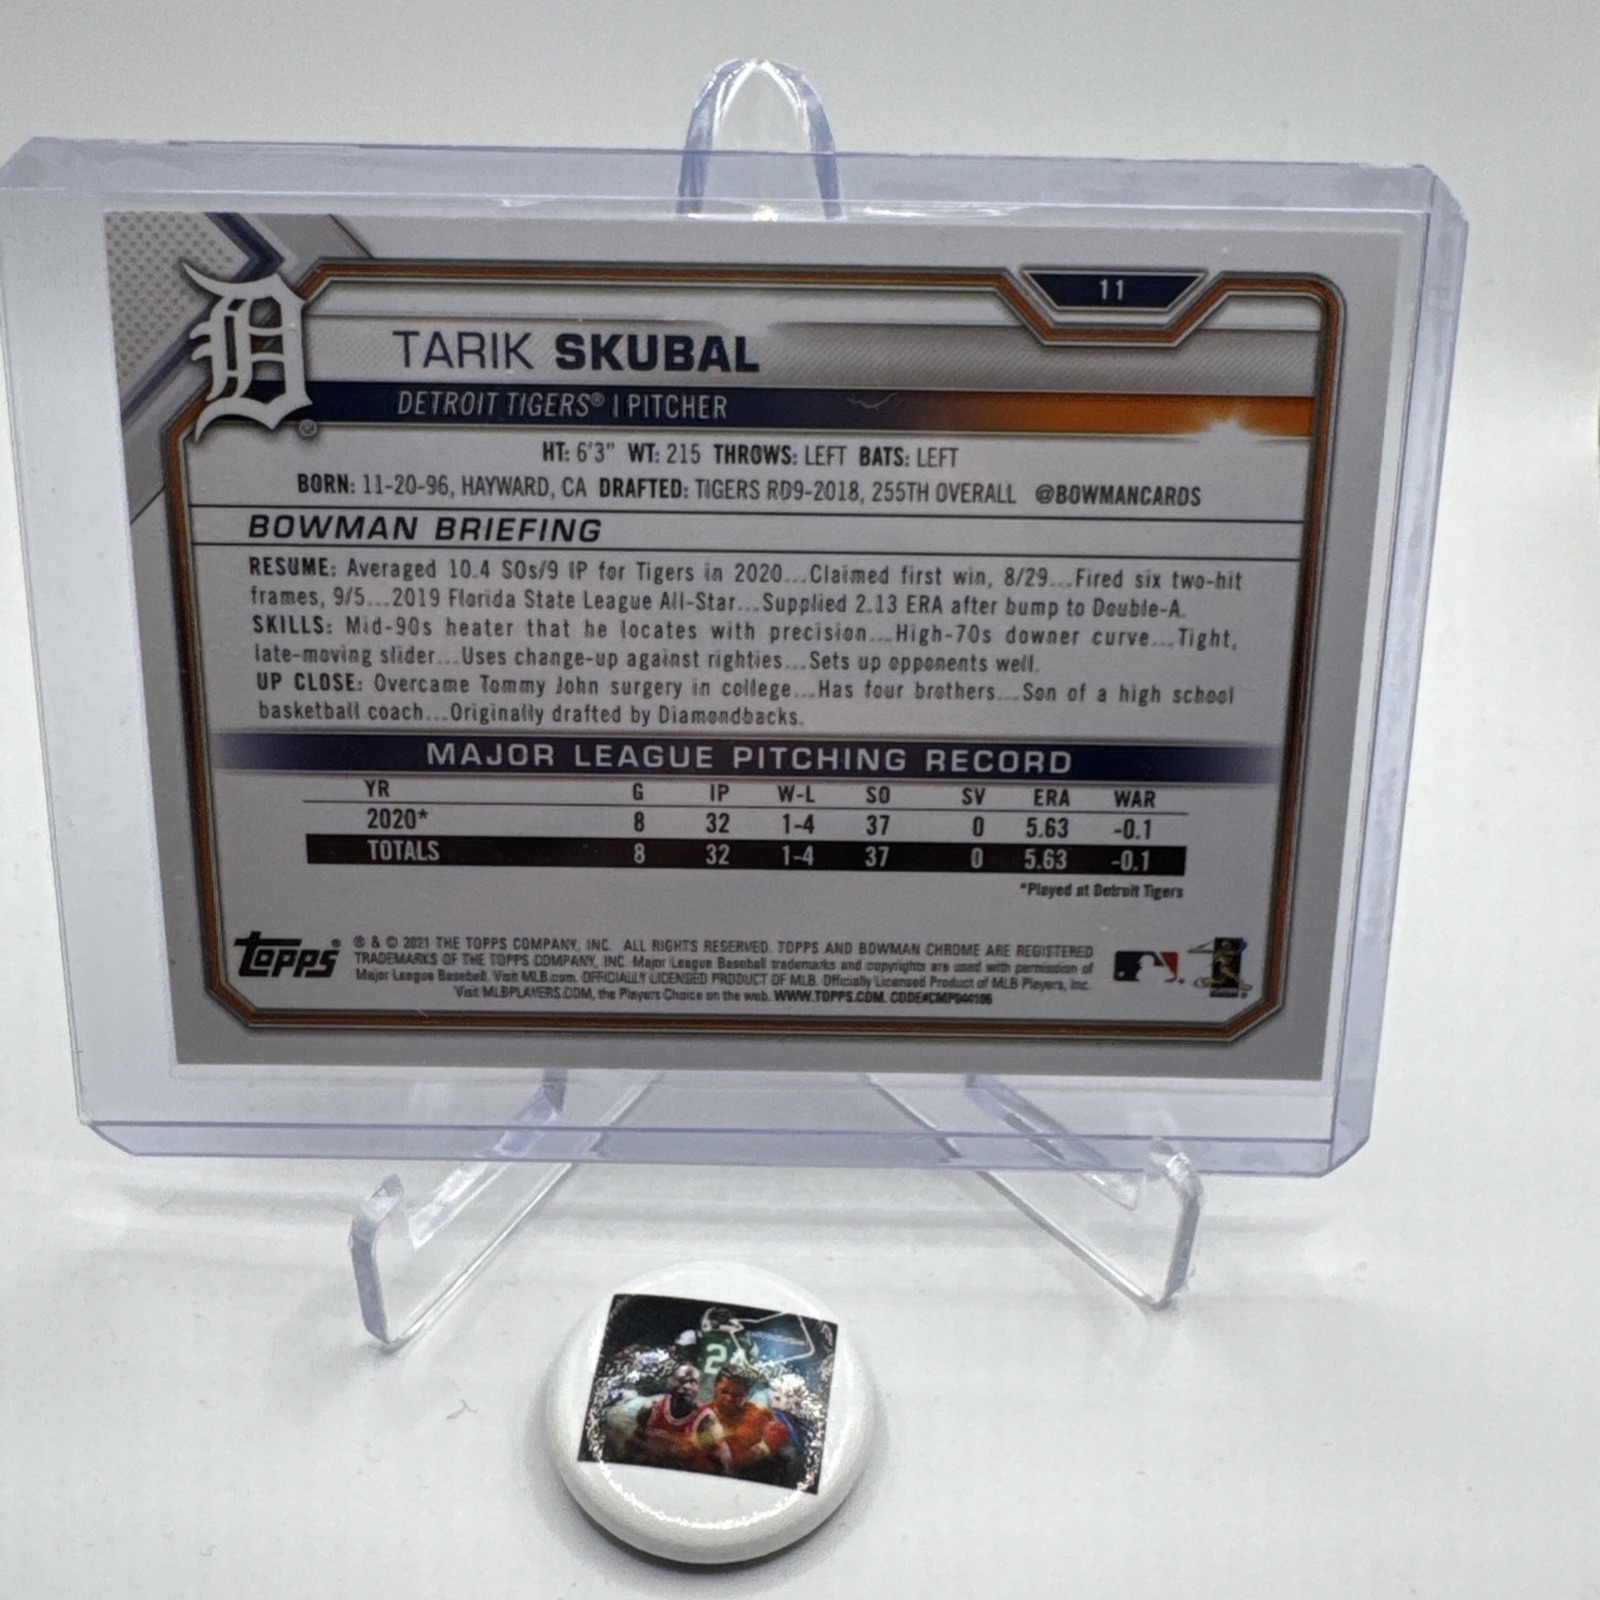 11
TARIK SKUBAL
DETROIT TIGERS® | PITCHER
HT: 6'3" WT: 215 THROWS: LEFT BATS: LEFT
BORN: 11-20-96, HAYWARD, CA DRAFTED: TIGERS RD9-2018, 255TH OVERALL @BOWMANCARDS
BOWMAN BRIEFING
RESUME: Averaged 10.4 SOs/9 IP for Tigers in 2020...Claimed first win, 8/29...Fired six two-hit
frames, 9/5...2019 Florida State League All-Star...Supplied 2.13 ERA after bump to Double-A.
SKILLS: Mid-90s heater that he locates with precision...High-70s downer curve...Tight,
late-moving slider...Uses change-up against righties...Sets up opponents well.
UP CLOSE: Overcame Tommy John surgery in college...Has four brothers...Son of a high school
basketball coach...Originally drafted by Diamondbacks.
MAJOR LEAGUE PITCHING RECORD
YR G IP W-L SO SV ERA WAR
2020* 8 32 1-4 37 0 5.63 -0.1
TOTALS 8 32 1-4 37 0 5.63 -0.1
*Played at Detroit Tigers
topps® ® & © 2021 THE TOPPS COMPANY, INC. ALL RIGHTS RESERVED. TOPPS AND BOWMAN CHROME ARE REGISTERED
TRADEMARKS OF THE TOPPS COMPANY, INC. Major League Baseball trademarks and copyrights are used with permission of
Major League Baseball. Visit MLB.com. OFFICIALLY LICENSED PRODUCT OF MLB. Officially Licensed Product of MLB Players, Inc.
Visit MLBPLAYERS.COM, the Players Choice on the web. WWW.TOPPS.COM. CODE#CMP044106